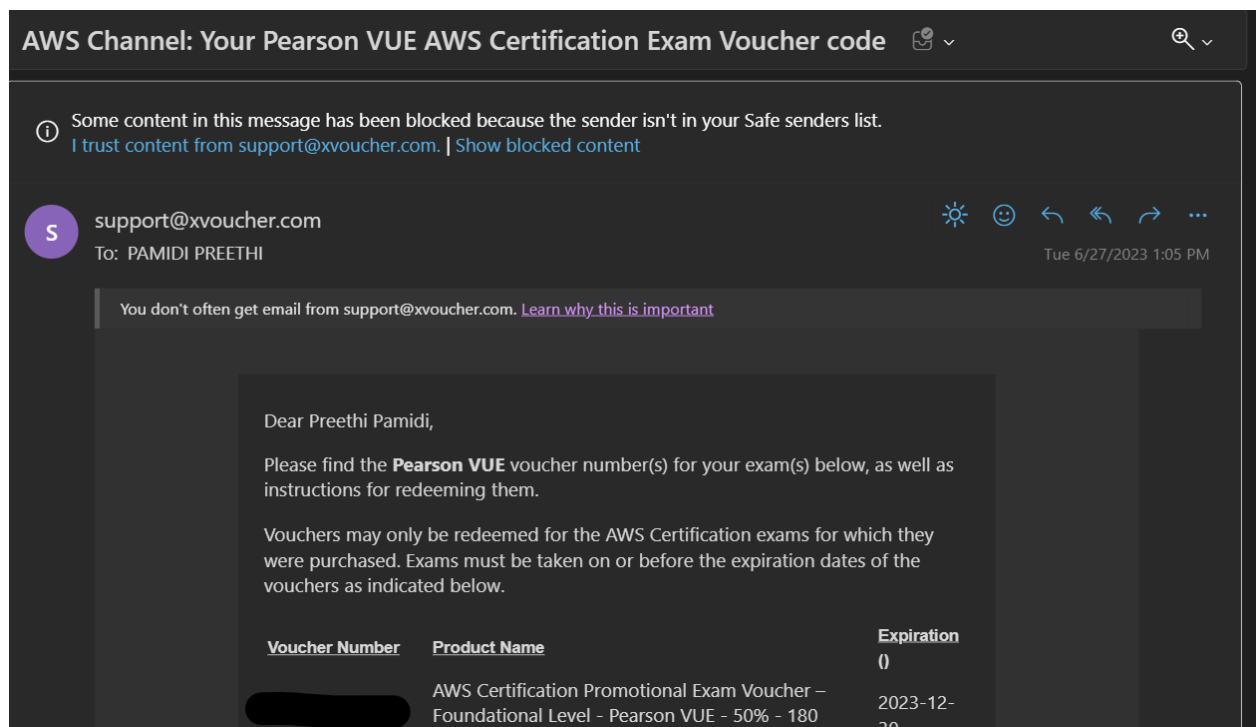 AWS Channel: Your Pearson VUE AWS Certification Exam Voucher code
Some content in this message has been blocked because the sender isn't in your Safe senders list.
I trust content from support@xvoucher.com. | Show blocked content
S
support@xvoucher.com
To: PAMIDI PREETHI
Tue 6/27/2023 1:05 PM
You don't often get email from support@xvoucher.com. Learn why this is important
Dear Preethi Pamidi,
Please find the Pearson VUE voucher number(s) for your exam(s) below, as well as
instructions for redeeming them.
Vouchers may only be redeemed for the AWS Certification exams for which they
were purchased. Exams must be taken on or before the expiration dates of the
vouchers as indicated below.
Voucher Number Product Name Expiration
()
AWS Certification Promotional Exam Voucher –
Foundational Level - Pearson VUE - 50% - 180
2023-12-